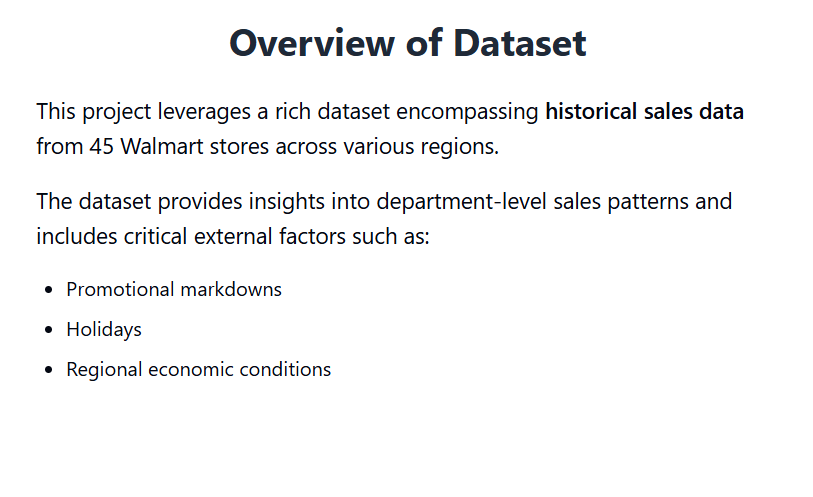 Overview of Dataset
This project leverages a rich dataset encompassing historical sales data
from 45 Walmart stores across various regions.
The dataset provides insights into department-level sales patterns and
includes critical external factors such as:
• Promotional markdowns
• Holidays
• Regional economic conditions